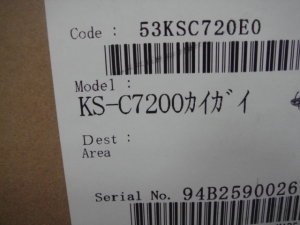 Code : 53KSC720E0
Model :
KS-C7200ｶｲｶﾞｲ
Dest :
Area
Serial No. 94B2590026